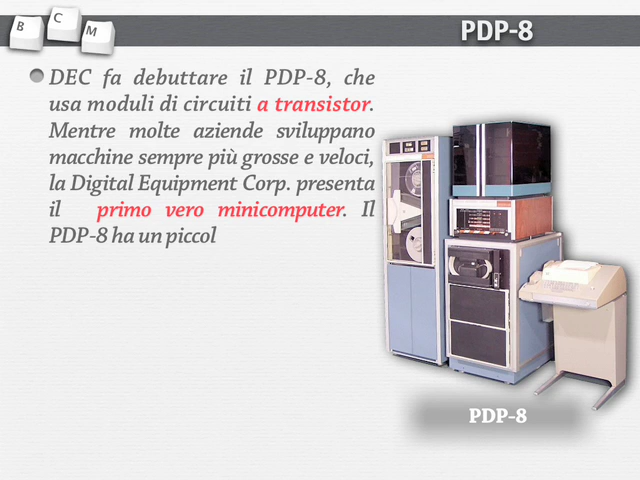 B C M
PDP-8
DEC fa debuttare il PDP-8, che
usa moduli di circuiti a transistor.
Mentre molte aziende sviluppano
macchine sempre più grosse e veloci,
la Digital Equipment Corp. presenta
il primo vero minicomputer. Il
PDP-8 ha un piccol
PDP-8